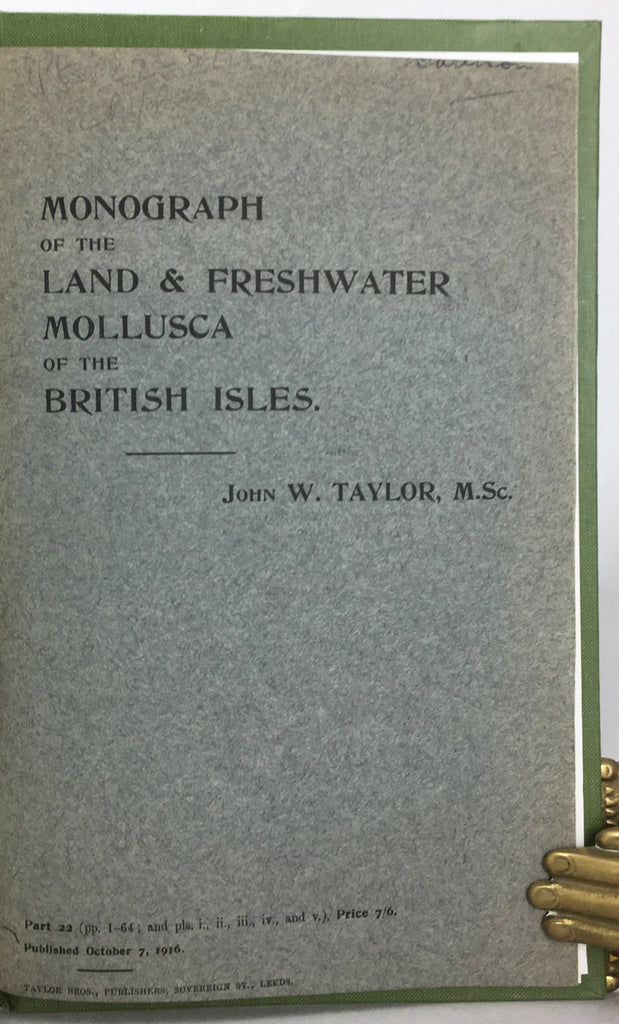 MONOGRAPH
OF THE
LAND & FRESHWATER
MOLLUSCA
OF THE
BRITISH ISLES.
JOHN W. TAYLOR, M.Sc.
Part 22 (pp. 1–64; and pls. i., ii., iii., iv., and v.), Price 7/6.
Published October 7, 1916.
TAYLOR BROS., PUBLISHERS, SOVEREIGN ST., LEEDS.